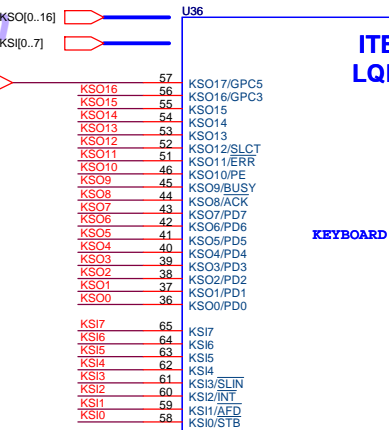 KSO[0..16]
U36
KSI[0..7]
ITE
LQ
57 KSO17/GPC5
KSO16 56 KSO16/GPC3
KSO15 55 KSO15
KSO14 54 KSO14
KSO13 53 KSO13
KSO12 52 KSO12/SLCT
KSO11 51 KSO11/ERR
KSO10 46 KSO10/PE
KSO9 45 KSO9/BUSY
KSO8 44 KSO8/ACK
KSO7 43 KSO7/PD7
KSO6 42 KSO6/PD6
KSO5 41 KSO5/PD5
KEYBOARD
KSO4 40 KSO4/PD4
KSO3 39 KSO3/PD3
KSO2 38 KSO2/PD2
KSO1 37 KSO1/PD1
KSO0 36 KSO0/PD0
KSI7 65 KSI7
KSI6 64 KSI6
KSI5 63 KSI5
KSI4 62 KSI4
KSI3 61 KSI3/SLIN
KSI2 60 KSI2/INT
KSI1 59 KSI1/AFD
KSI0 58 KSI0/STB